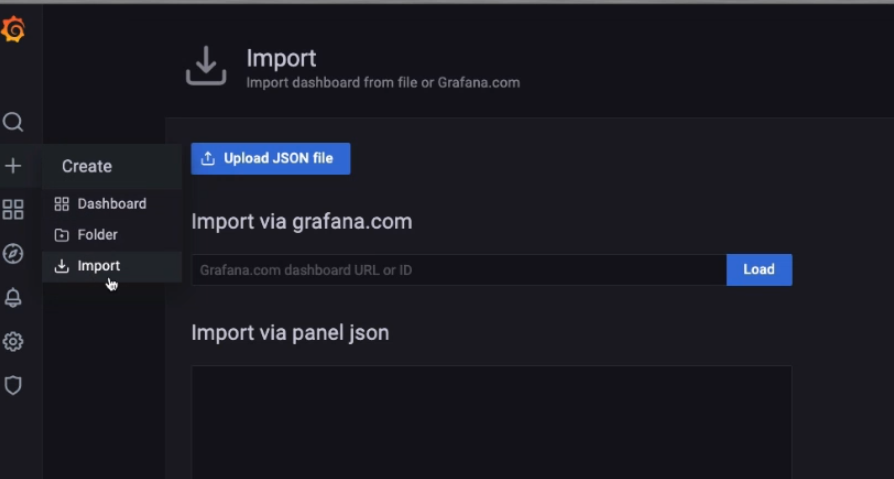 Import
Import dashboard from file or Grafana.com
Create
Upload JSON file
Dashboard
Import via grafana.com
Folder
Import
Grafana.com dashboard URL or ID
Load
Import via panel json